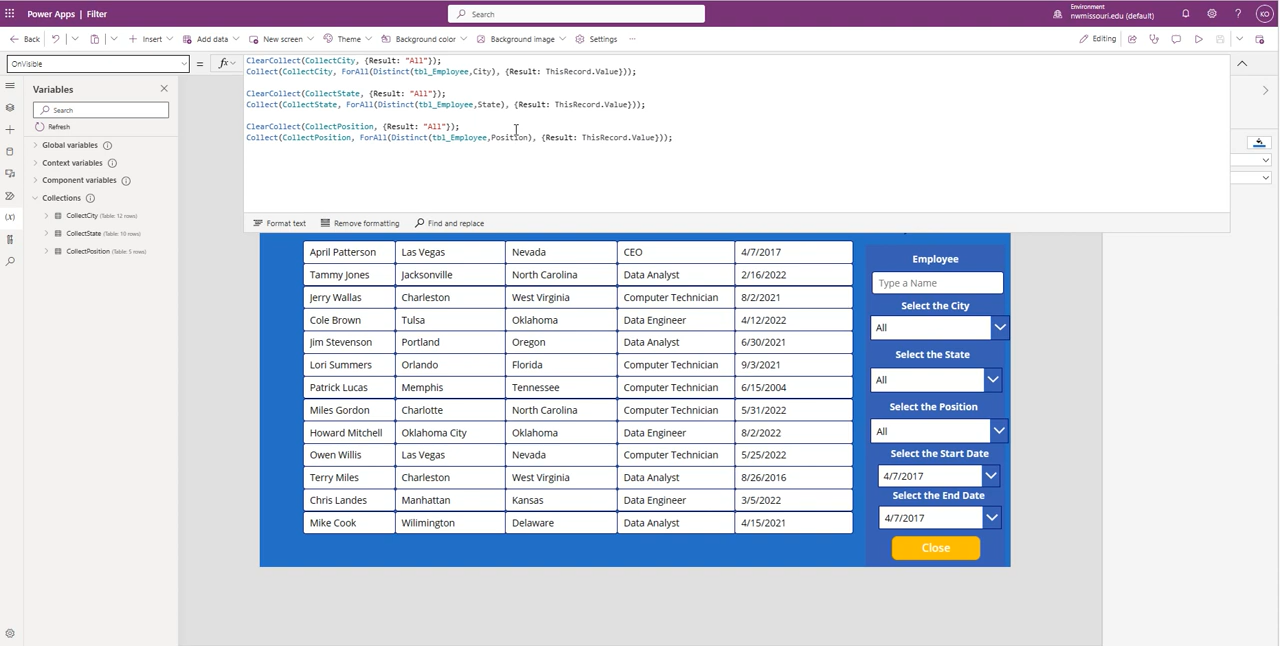 Power Apps | Filter
Search
Environment
nwmissouri.edu (default)
KO
Back
Insert
Add data
New screen
Theme
Background color
Background image
Settings
Editing
OnVisible
=
fx
ClearCollect(CollectCity, {Result: "All"});
Collect(CollectCity, ForAll(Distinct(tbl_Employee,City), {Result: ThisRecord.Value}));
ClearCollect(CollectState, {Result: "All"});
Collect(CollectState, ForAll(Distinct(tbl_Employee,State), {Result: ThisRecord.Value}));
ClearCollect(CollectPosition, {Result: "All"});
Collect(CollectPosition, ForAll(Distinct(tbl_Employee,Position), {Result: ThisRecord.Value}));
Format text
Remove formatting
Find and replace
Variables
Search
Refresh
Global variables
Context variables
Component variables
Collections
CollectCity (Table: 12 rows)
CollectState (Table: 10 rows)
CollectPosition (Table: 5 rows)
April Patterson Las Vegas Nevada CEO 4/7/2017
Tammy Jones Jacksonville North Carolina Data Analyst 2/16/2022
Jerry Wallas Charleston West Virginia Computer Technician 8/2/2021
Cole Brown Tulsa Oklahoma Data Engineer 4/12/2022
Jim Stevenson Portland Oregon Data Analyst 6/30/2021
Lori Summers Orlando Florida Computer Technician 9/3/2021
Patrick Lucas Memphis Tennessee Computer Technician 6/15/2004
Miles Gordon Charlotte North Carolina Computer Technician 5/31/2022
Howard Mitchell Oklahoma City Oklahoma Data Engineer 8/2/2022
Owen Willis Las Vegas Nevada Computer Technician 5/25/2022
Terry Miles Charleston West Virginia Data Analyst 8/26/2016
Chris Landes Manhattan Kansas Data Engineer 3/5/2022
Mike Cook Wilimington Delaware Data Analyst 4/15/2021
Employee
Type a Name
Select the City
All
Select the State
All
Select the Position
All
Select the Start Date
4/7/2017
Select the End Date
4/7/2017
Close